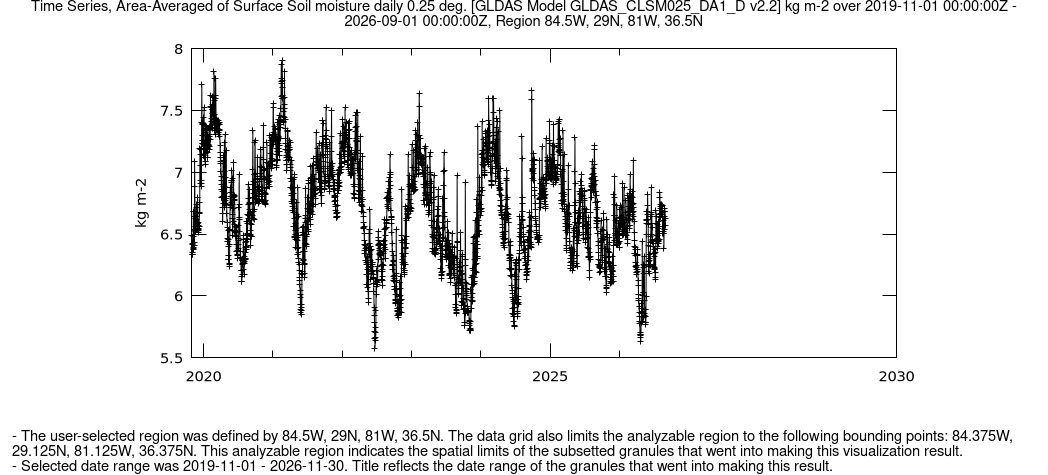 Time Series, Area-Averaged of Surface Soil moisture daily 0.25 deg. [GLDAS Model GLDAS_CLSM025_DA1_D v2.2] kg m-2 over 2019-11-01 00:00:00Z -
2026-09-01 00:00:00Z, Region 84.5W, 29N, 81W, 36.5N
8
7.5
7
6.5
6
5.5
kg m-2
2020
2025
2030
- The user-selected region was defined by 84.5W, 29N, 81W, 36.5N. The data grid also limits the analyzable region to the following bounding points: 84.375W,
29.125N, 81.125W, 36.375N. This analyzable region indicates the spatial limits of the subsetted granules that went into making this visualization result.
- Selected date range was 2019-11-01 - 2026-11-30. Title reflects the date range of the granules that went into making this result.